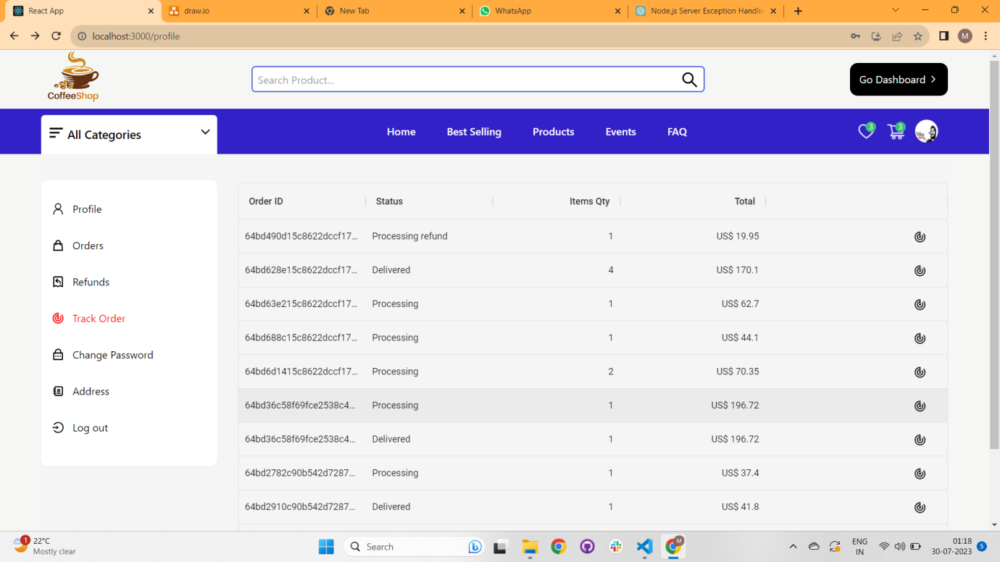 React App
draw.io
New Tab
WhatsApp
Node.js Server Exception Handlin
localhost:3000/profile
M
CoffeeShop
Search Product...
Go Dashboard
All Categories
Home Best Selling Products Events FAQ
3 3
Profile
Orders
Refunds
Track Order
Change Password
Address
Log out
Order ID Status Items Qty Total
64bd490d15c8622dccf17... Processing refund 1 US$ 19.95
64bd628e15c8622dccf17... Delivered 4 US$ 170.1
64bd63e215c8622dccf17... Processing 1 US$ 62.7
64bd688c15c8622dccf17... Processing 1 US$ 44.1
64bd6d1415c8622dccf17... Processing 2 US$ 70.35
64bd36c58f69fce2538c4... Processing 1 US$ 196.72
64bd36c58f69fce2538c4... Delivered 1 US$ 196.72
64bd2782c90b542d7287... Processing 1 US$ 37.4
64bd2910c90b542d7287... Delivered 1 US$ 41.8
1
22°C
Mostly clear
Search
M
ENG
IN
01:18
30-07-2023
5